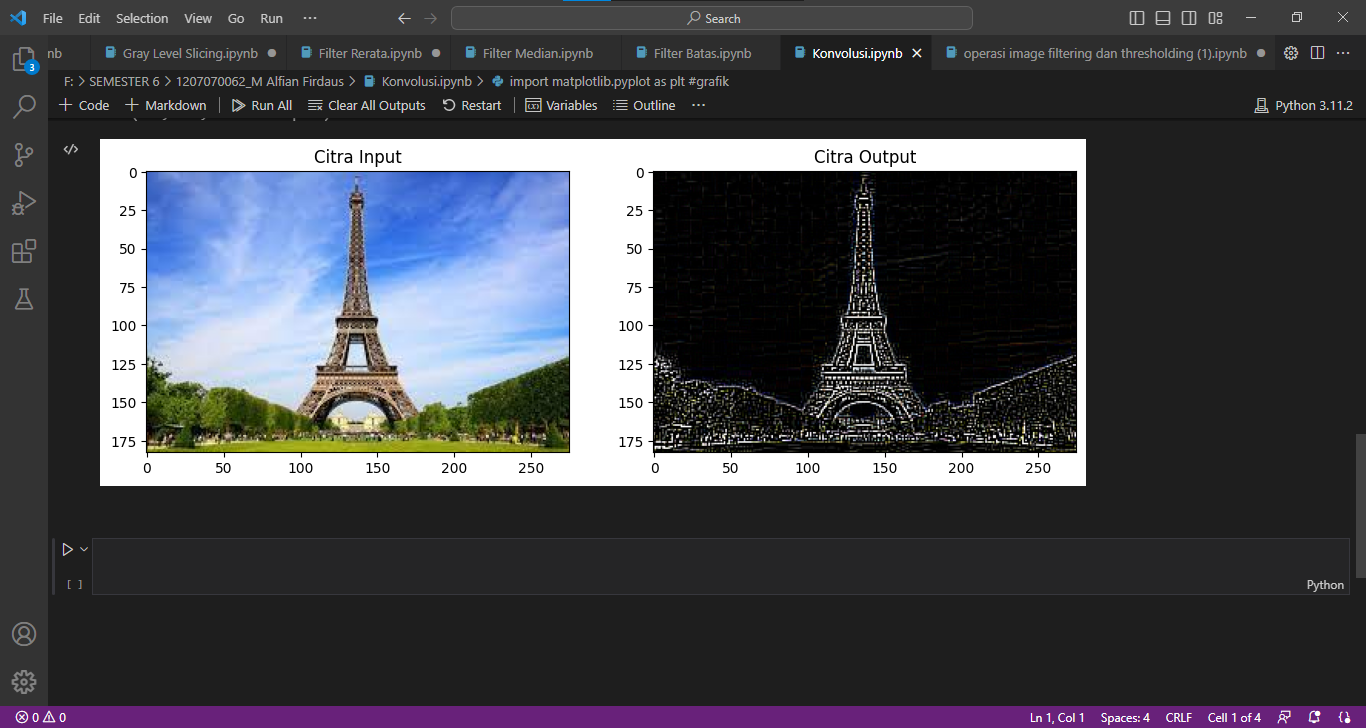 File Edit Selection View Go Run ··· Search
nb Gray Level Slicing.ipynb Filter Rerata.ipynb Filter Median.ipynb Filter Batas.ipynb Konvolusi.ipynb operasi image filtering dan thresholding (1).ipynb ···
3
F: > SEMESTER 6 > 1207070062_M Alfian Firdaus > Konvolusi.ipynb > import matplotlib.pyplot as plt #grafik
Code Markdown Run All Clear All Outputs Restart Variables Outline ··· Python 3.11.2
Citra Input Citra Output
0 0
25 25
50 50
75 75
100 100
125 125
150 150
175 175
0 50 100 150 200 250 0 50 100 150 200 250
[ ] Python
0 0 Ln 1, Col 1 Spaces: 4 CRLF Cell 1 of 4